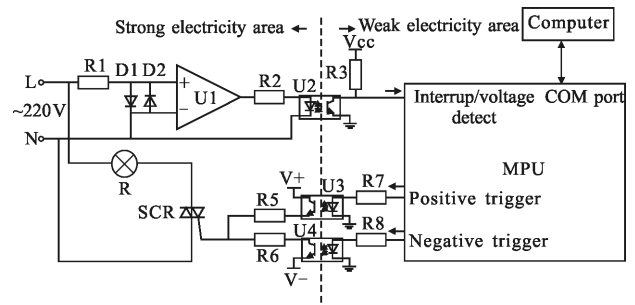 Strong electricity area
Weak electricity area
Computer
Vcc
L
R1
D1
D2
+
−
U1
R2
U2
R3
~220V
N
Interrup/voltage
detect
COM port
MPU
R
SCR
V+
U3
R7
Positive trigger
R5
U4
R8
Negative trigger
R6
V−